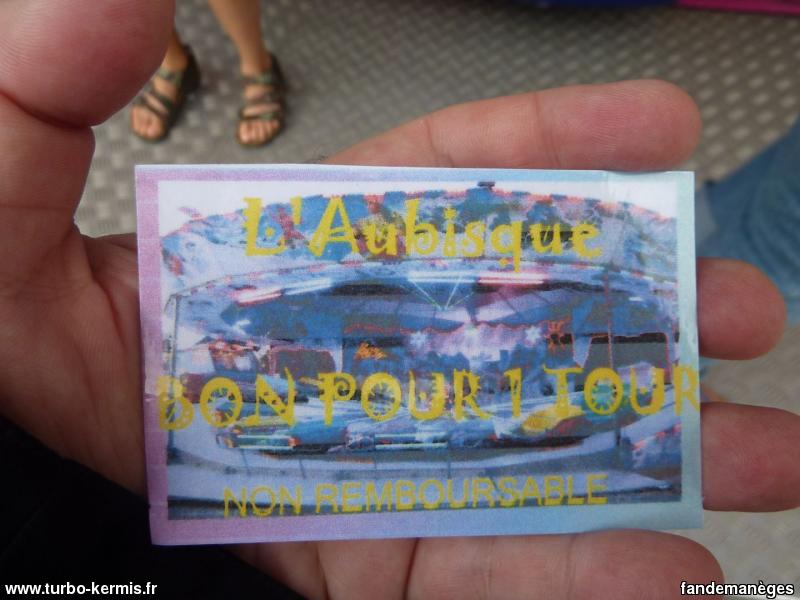 L'Aubisque
BON POUR 1 TOUR
NON REMBOURSABLE
www.turbo-kermis.fr
fandemanèges